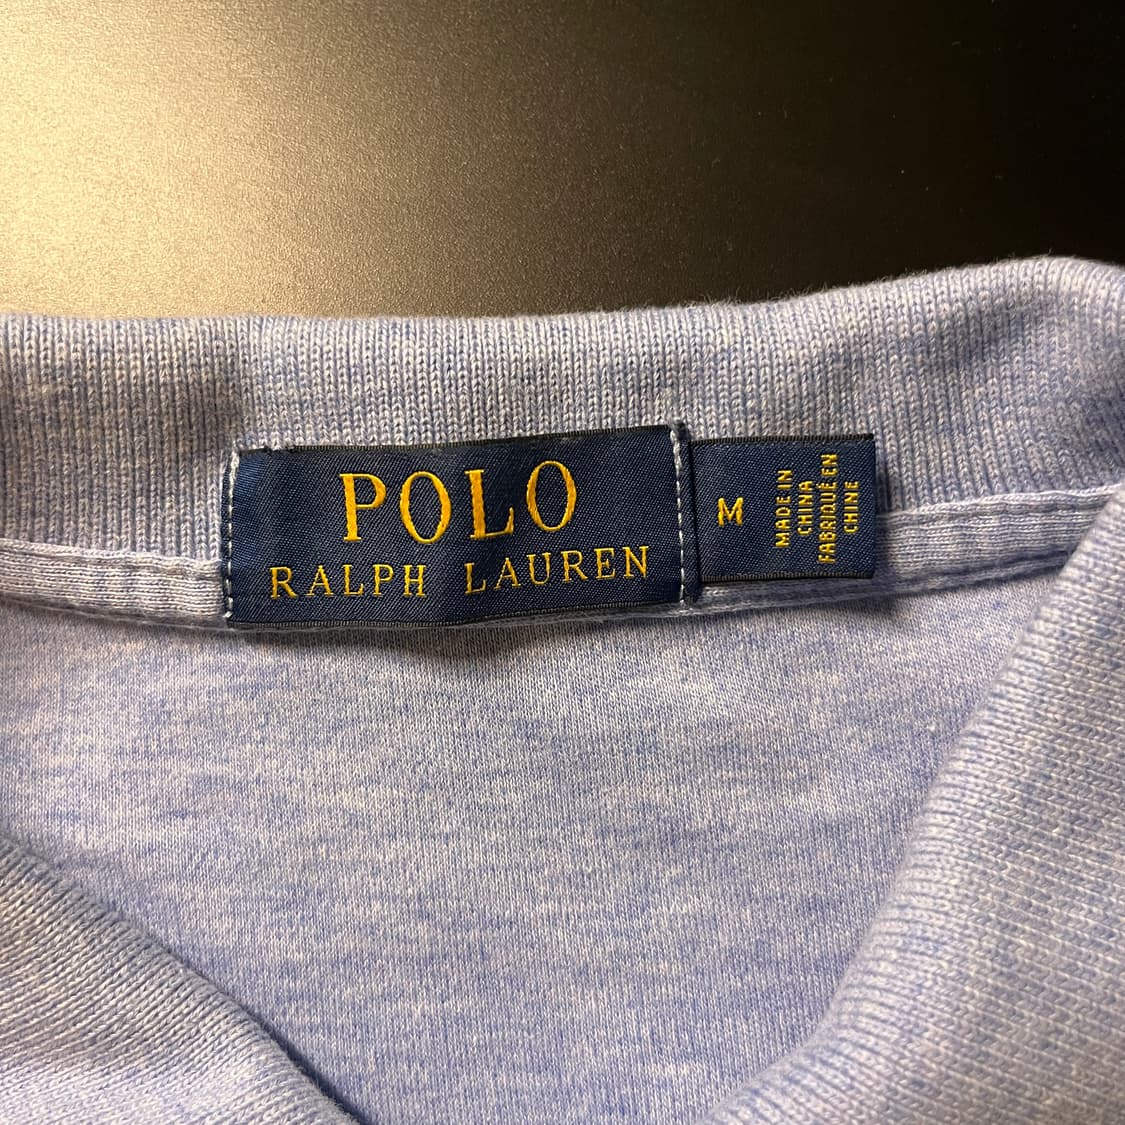 POLO
RALPH LAUREN
M
MADE IN
CHINA
FABRIQUÉ EN
CHINE